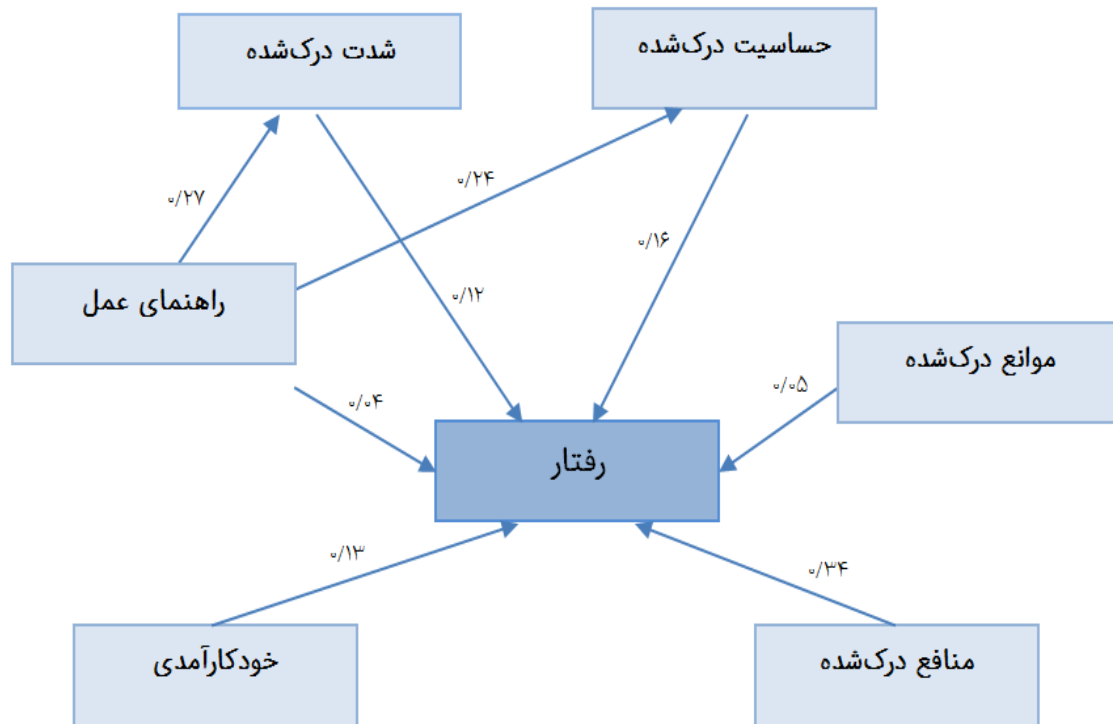 حساسیت درک‌شده
شدت درک‌شده
۰/۲۴
۰/۲۷
۰/۱۶
راهنمای عمل
۰/۱۲
موانع درک‌شده
۰/۰۵
۰/۰۴
رفتار
۰/۱۳
۰/۳۴
منافع درک‌شده
خودکارآمدی